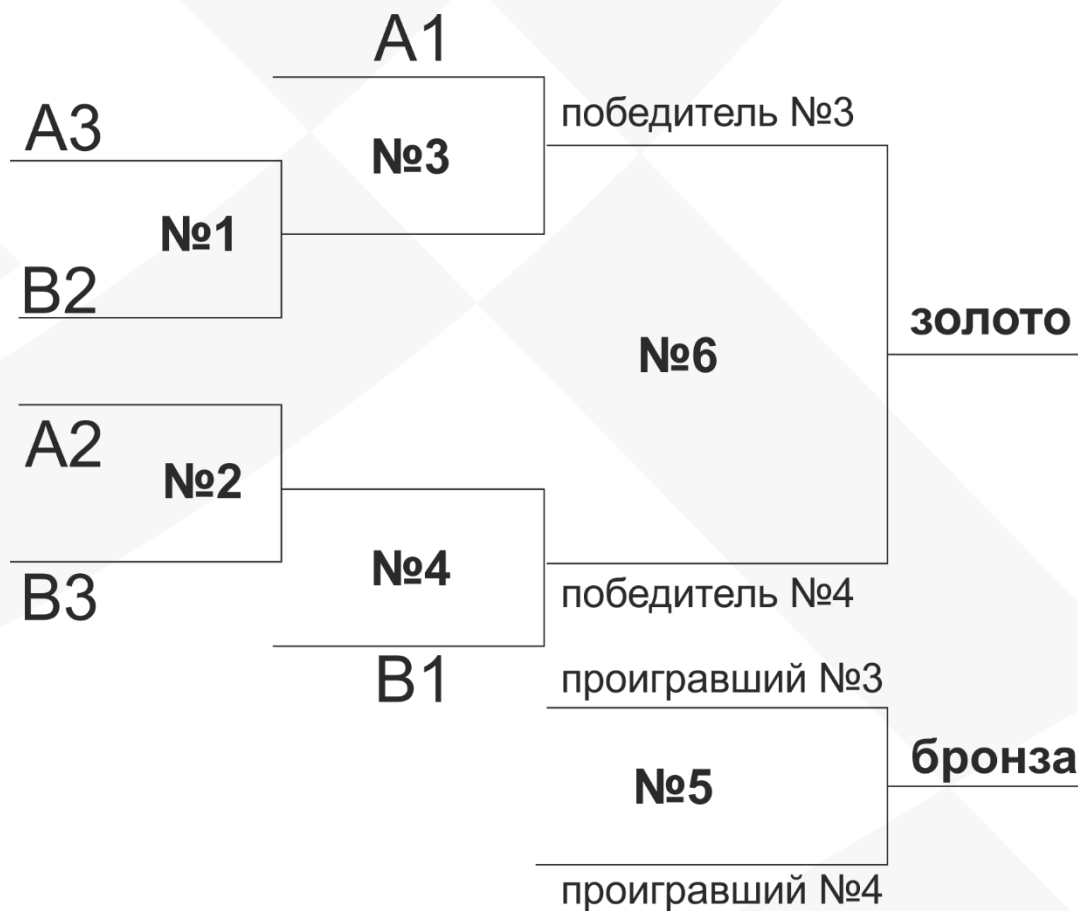 A1
A3
победитель №3
№3
№1
B2
золото
№6
A2
№2
№4
B3
победитель №4
B1
проигравший №3
бронза
№5
проигравший №4